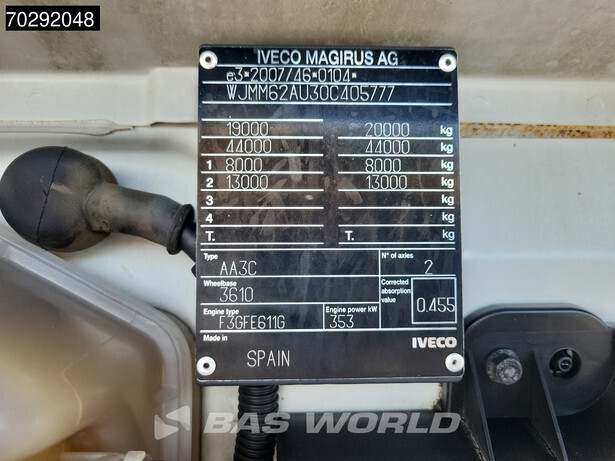 70292048
IVECO MAGIRUS AG
e3*2007/46*0104*
WJMM62AU30C405777
19000 20000 kg
44000 44000 kg
1 8000 8000 kg
2 13000 13000 kg
3 kg
4 kg
T. T. kg
Type AA3C N° of axles 2
Wheelbase 3610 Corrected absorption value 0.455
Engine type F3GFE611G Engine power kW 353
Made in SPAIN IVECO
BAS WORLD